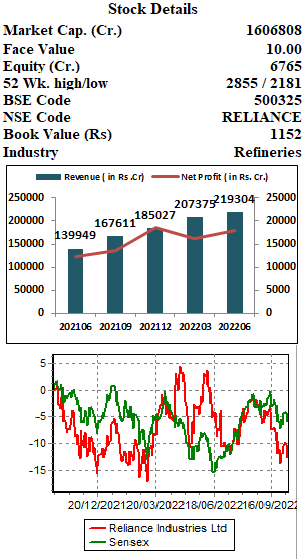 Stock Details
Market Cap. (Cr.) 1606808
Face Value 10.00
Equity (Cr.) 6765
52 Wk. high/low 2855 / 2181
BSE Code 500325
NSE Code RELIANCE
Book Value (Rs) 1152
Industry Refineries
Revenue ( in Rs .Cr) Net Profit ( in Rs. Cr.)
250000 25000
200000 20000
150000 15000
100000 10000
50000 5000
0 0
139949 167611 185027 207375 219304
202106 202109 202112 202203 202206
5
0
-5
-10
-15
20/12/2021 20/03/2022 18/06/2022 16/09/2022
Reliance Industries Ltd
Sensex